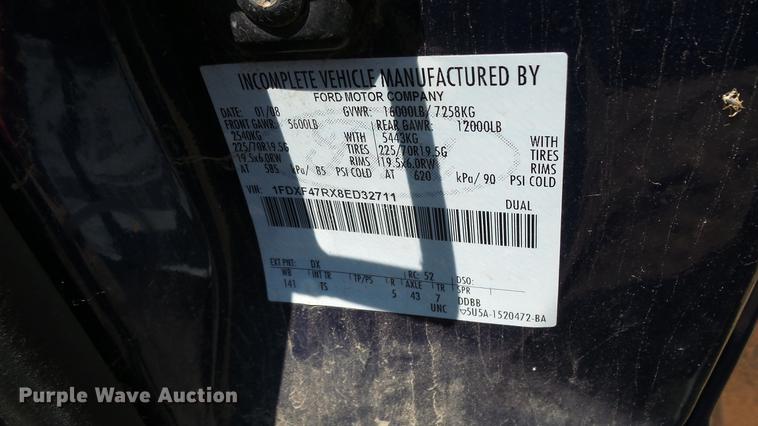 INCOMPLETE VEHICLE MANUFACTURED BY
FORD MOTOR COMPANY
DATE: 01/08 GVWR: 16000LB/ 7258KG
FRONT GAWR: 5600LB REAR GAWR: 12000LB
2540KG WITH 5443KG WITH
225/70R19.5G TIRES 225/70R19.5G TIRES
19.5x6.0RW RIMS 19.5x6.0RW RIMS
AT 585 kPa/ 85 PSI COLD AT 620 kPa/ 90 PSI COLD
VIN: 1FDXF47RX8ED32711 DUAL
EXT PNT: DX RC: 52 DSO:
WB INT TR TP/PS R AXLE TR SPR
141 TS 5 43 7 DDBB
UNC 5U5A-1520472-BA
Purple Wave Auction